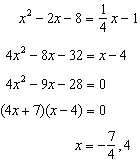 x² − 2x − 8 = 1/4 x − 1
4x² − 8x − 32 = x − 4
4x² − 9x − 28 = 0
(4x + 7)(x − 4) = 0
x = −7/4, 4